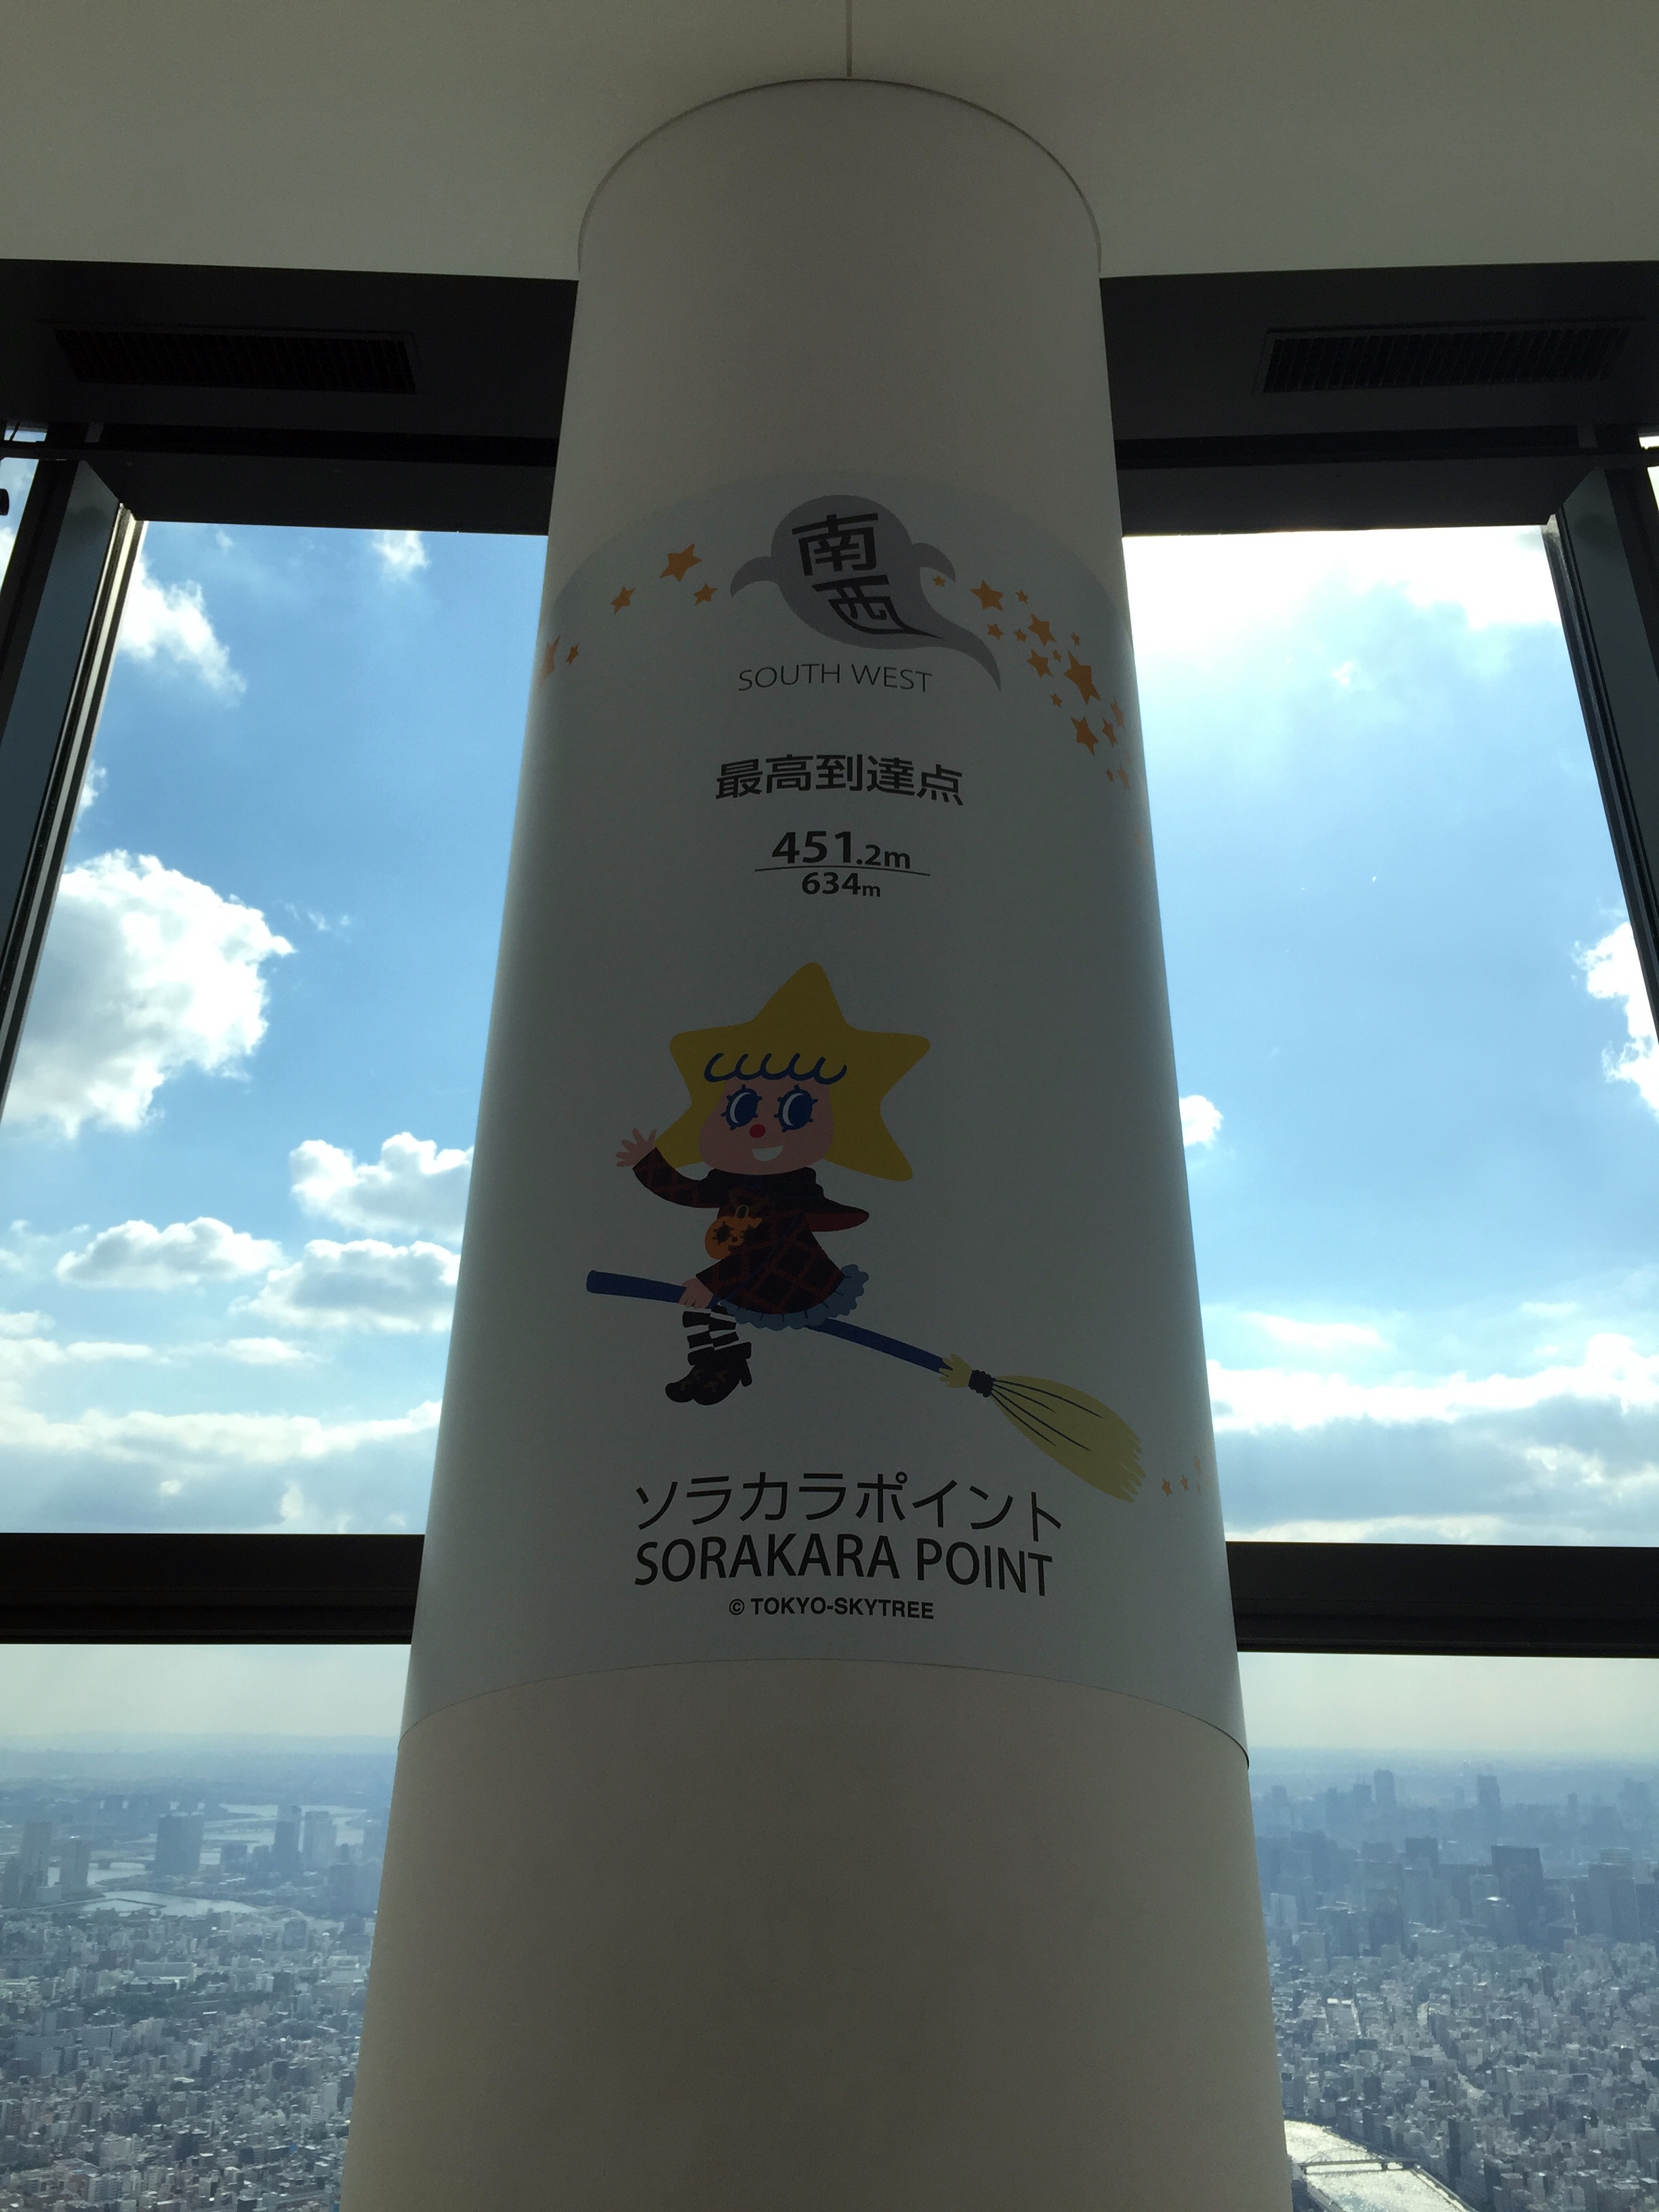 南
西
SOUTH WEST
最高到達点
451.2m
634m
ソラカラポイント
SORAKARA POINT
© TOKYO-SKYTREE